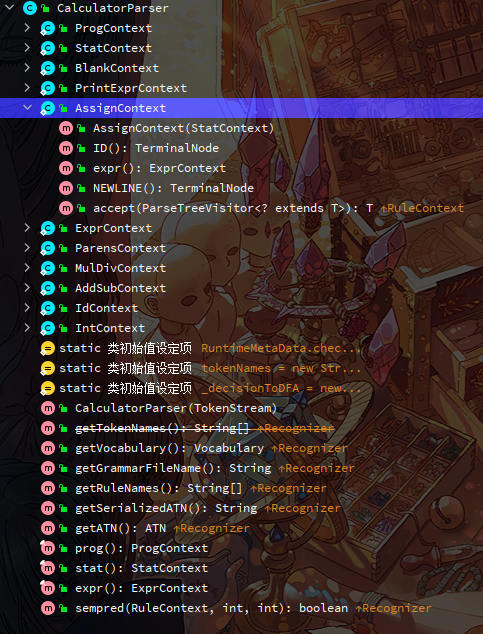 CalculatorParser
ProgContext
StatContext
BlankContext
PrintExprContext
AssignContext
AssignContext(StatContext)
ID(): TerminalNode
expr(): ExprContext
NEWLINE(): TerminalNode
accept(ParseTreeVisitor<? extends T>): T ↑RuleContext
ExprContext
ParensContext
MulDivContext
AddSubContext
IdContext
IntContext
static 类初始值设定项 RuntimeMetaData.chec...
static 类初始值设定项 tokenNames = new Str...
static 类初始值设定项 _decisionToDFA = new...
CalculatorParser(TokenStream)
getTokenNames(): String[] ↑Recognizer
getVocabulary(): Vocabulary ↑Recognizer
getGrammarFileName(): String ↑Recognizer
getRuleNames(): String[] ↑Recognizer
getSerializedATN(): String ↑Recognizer
getATN(): ATN ↑Recognizer
prog(): ProgContext
stat(): StatContext
expr(): ExprContext
sempred(RuleContext, int, int): boolean ↑Recognizer